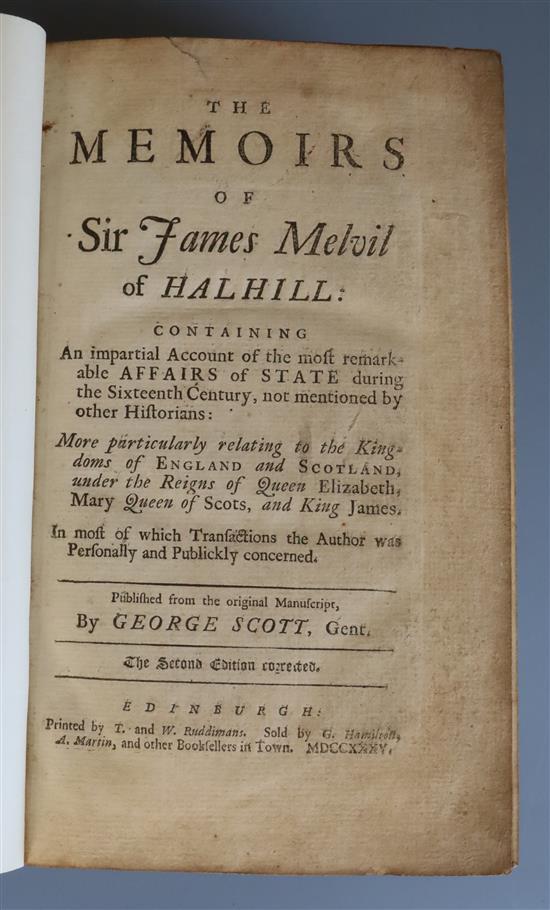 THE
MEMOIRS
OF
Sir James Melvil
of HALHILL:
CONTAINING
An impartial Account of the moſt remark-
able AFFAIRS of STATE during
the Sixteenth Century, not mentioned by
other Hiſtorians:
More particularly relating to the King-
doms of ENGLAND and SCOTLAND,
under the Reigns of Queen Elizabeth,
Mary Queen of Scots, and King James.
In moſt of which Tranſactions the Author was
Perſonally and Publickly concerned.
Publiſhed from the original Manuſcript,
By GEORGE SCOTT, Gent.
The Second Edition corrected.
EDINBURGH:
Printed by T. and W. Ruddimans. Sold by G. Hamilton,
A. Martin, and other Bookſellers in Town. MDCCXXXV.